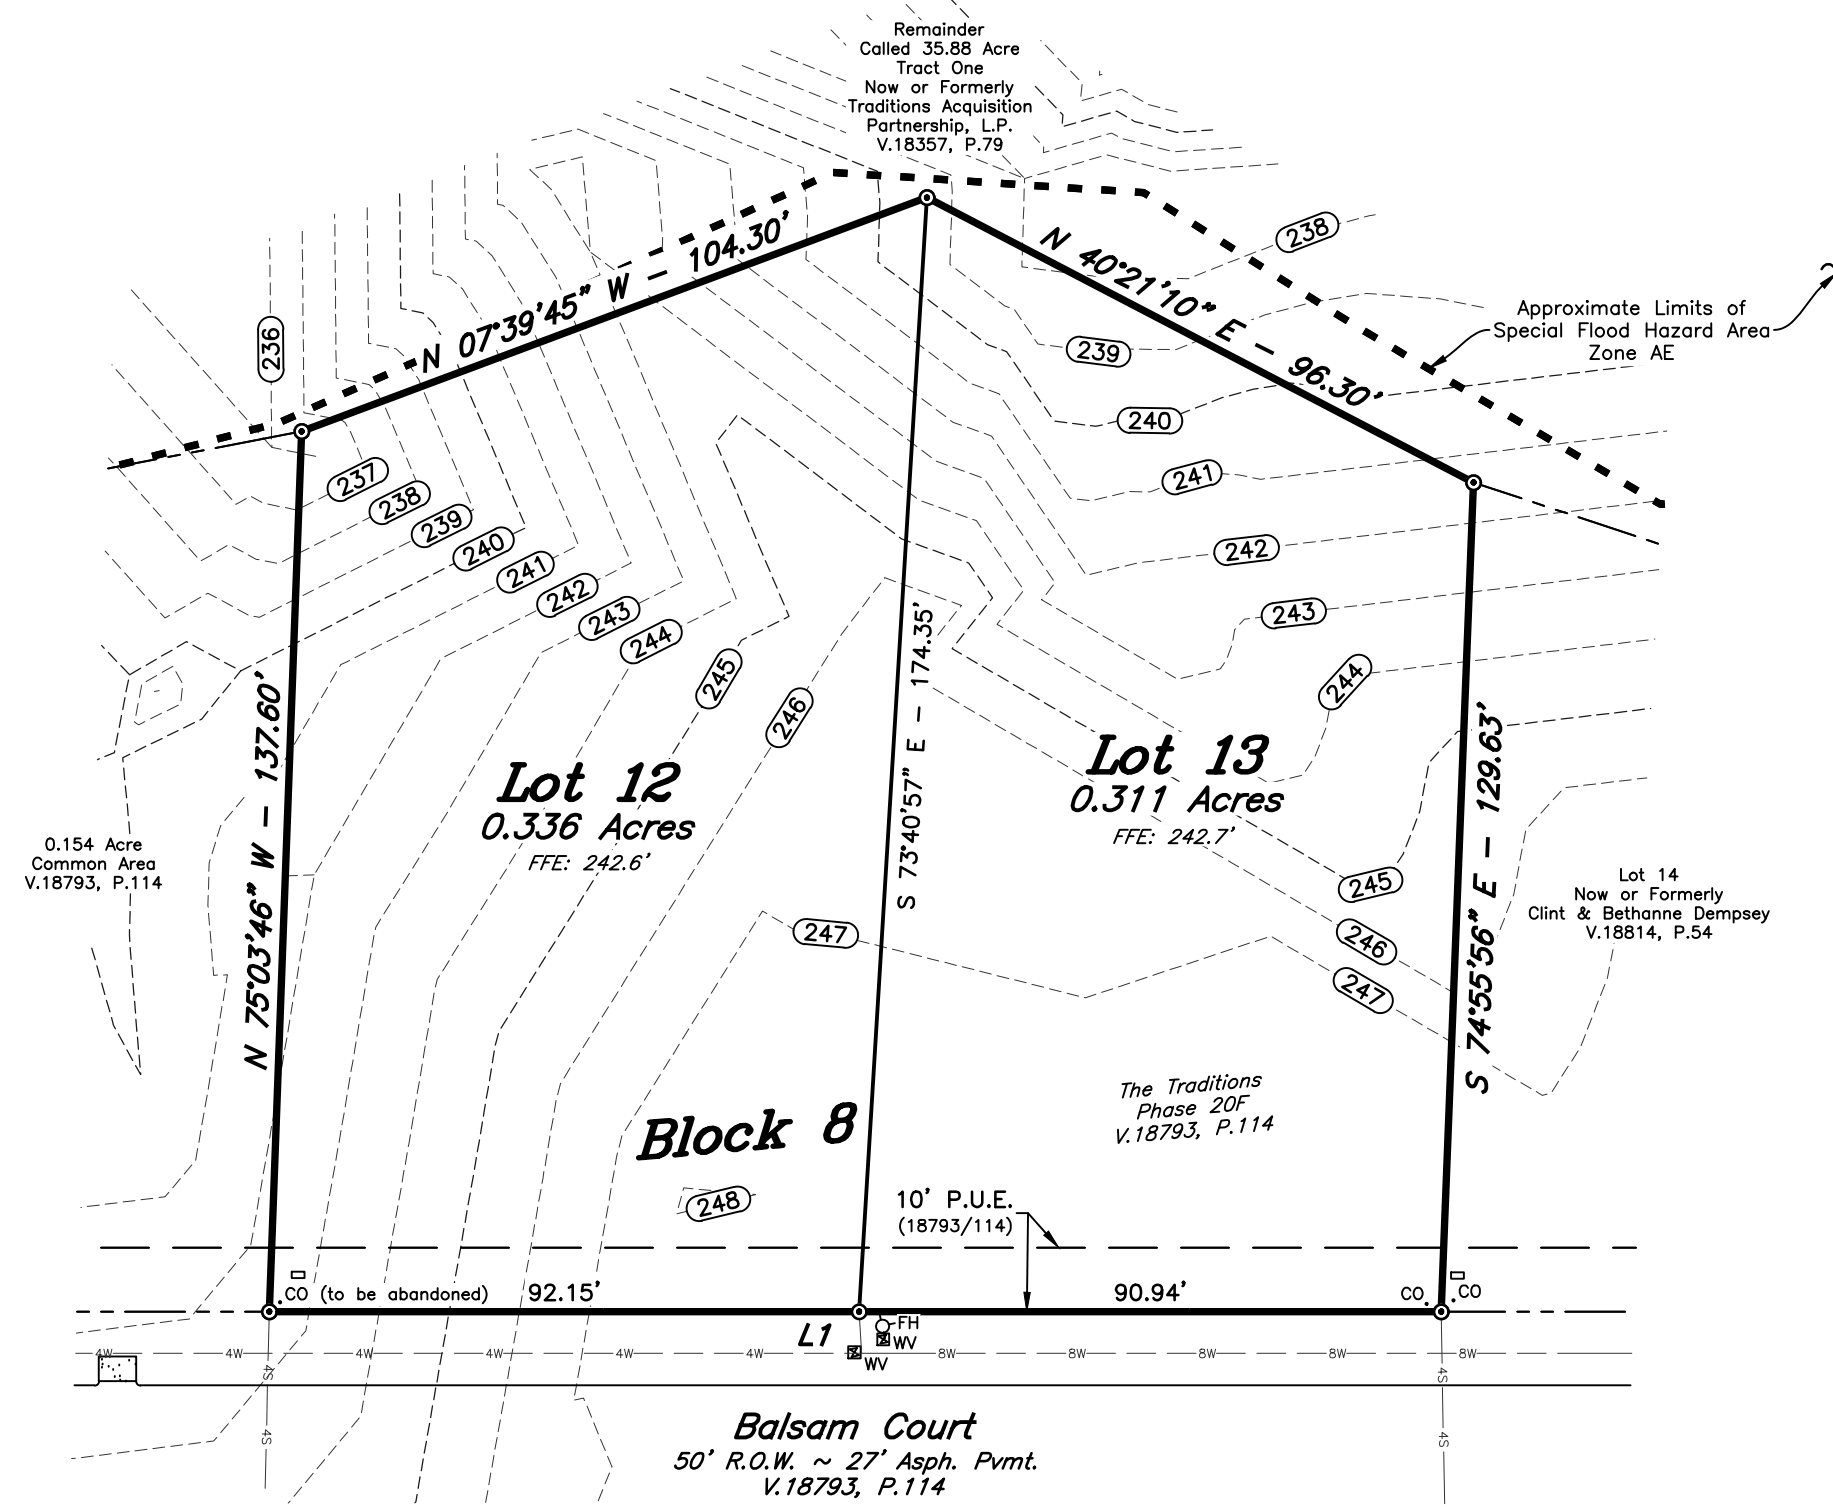 Remainder
Called 35.88 Acre
Tract One
Now or Formerly
Traditions Acquisition
Partnership, L.P.
V.18357, P.79
N 07°39'45" W – 104.30'
N 40°21'10" E – 96.30'
238
236
Approximate Limits of
Special Flood Hazard Area
Zone AE
239
240
241
242
243
244
237
238
239
240
241
242
243
244
245
246
N 75°03'46" W – 137.60'
S 73°40'57" E – 174.35'
S 74°55'56" E – 129.63'
Lot 12
0.336 Acres
FFE: 242.6'
Lot 13
0.311 Acres
FFE: 242.7'
0.154 Acre
Common Area
V.18793, P.114
Lot 14
Now or Formerly
Clint & Bethanne Dempsey
V.18814, P.54
245
246
247
247
The Traditions
Phase 20F
V.18793, P.114
Block 8
248
10' P.U.E.
(18793/114)
CO (to be abandoned)
92.15'
90.94'
CO
CO
L1
FH
WV
WV
4W 4W 4W 4W 4W 4W 8W 8W 8W 8W 8W
4S
4S
4S
4S
Balsam Court
50' R.O.W. ~ 27' Asph. Pvmt.
V.18793, P.114